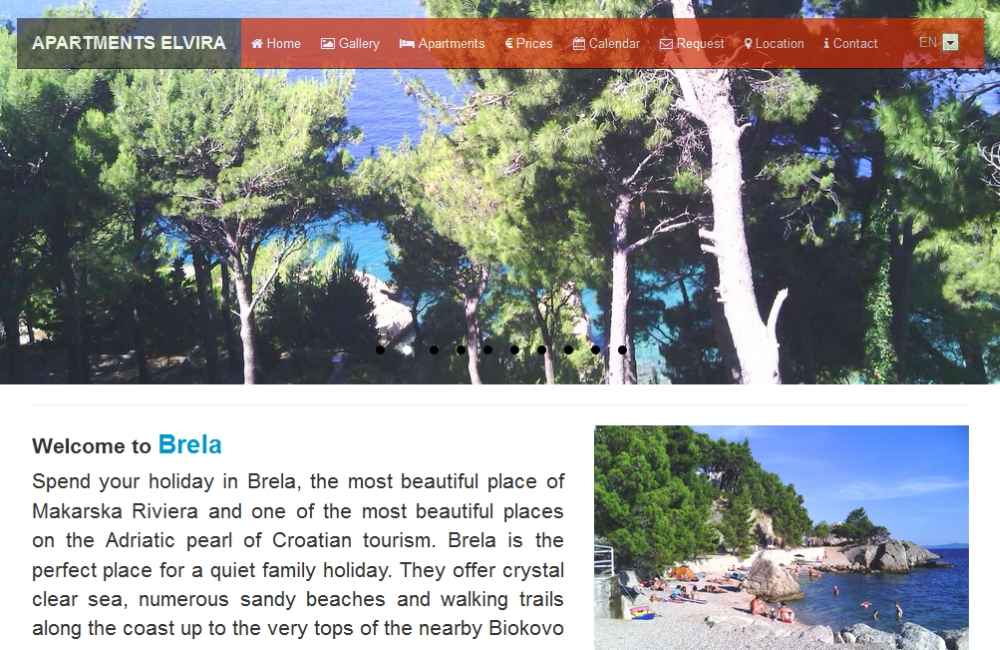 APARTMENTS ELVIRA Home Gallery Apartments € Prices Calendar Request Location Contact EN
Welcome to Brela
Spend your holiday in Brela, the most beautiful place of
Makarska Riviera and one of the most beautiful places
on the Adriatic pearl of Croatian tourism. Brela is the
perfect place for a quiet family holiday. They offer crystal
clear sea, numerous sandy beaches and walking trails
along the coast up to the very tops of the nearby Biokovo